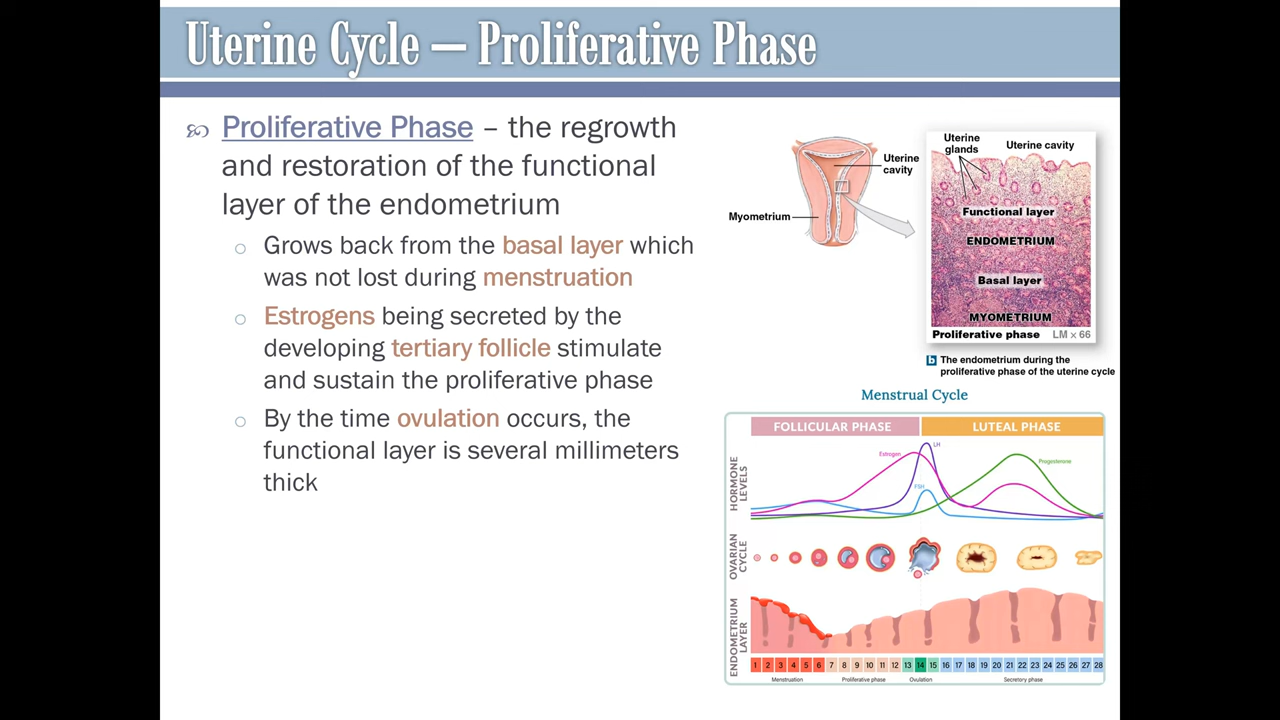 Uterine Cycle – Proliferative Phase
Proliferative Phase – the regrowth
and restoration of the functional
layer of the endometrium
Grows back from the basal layer which
was not lost during menstruation
Estrogens being secreted by the
developing tertiary follicle stimulate
and sustain the proliferative phase
By the time ovulation occurs, the
functional layer is several millimeters
thick
Uterine
cavity
Myometrium
Uterine
glands
Uterine cavity
Functional layer
ENDOMETRIUM
Basal layer
MYOMETRIUM
Proliferative phase LM x 66
b The endometrium during the
proliferative phase of the uterine cycle
Menstrual Cycle
FOLLICULAR PHASE LUTEAL PHASE
HORMONE
LEVELS
Estrogen
LH
FSH
Progesterone
OVARIAN
CYCLE
ENDOMETRIUM
LAYER
1 2 3 4 5 6 7 8 9 10 11 12 13 14 15 16 17 18 19 20 21 22 23 24 25 26 27 28
Menstruation Proliferative phase Ovulation Secretory phase